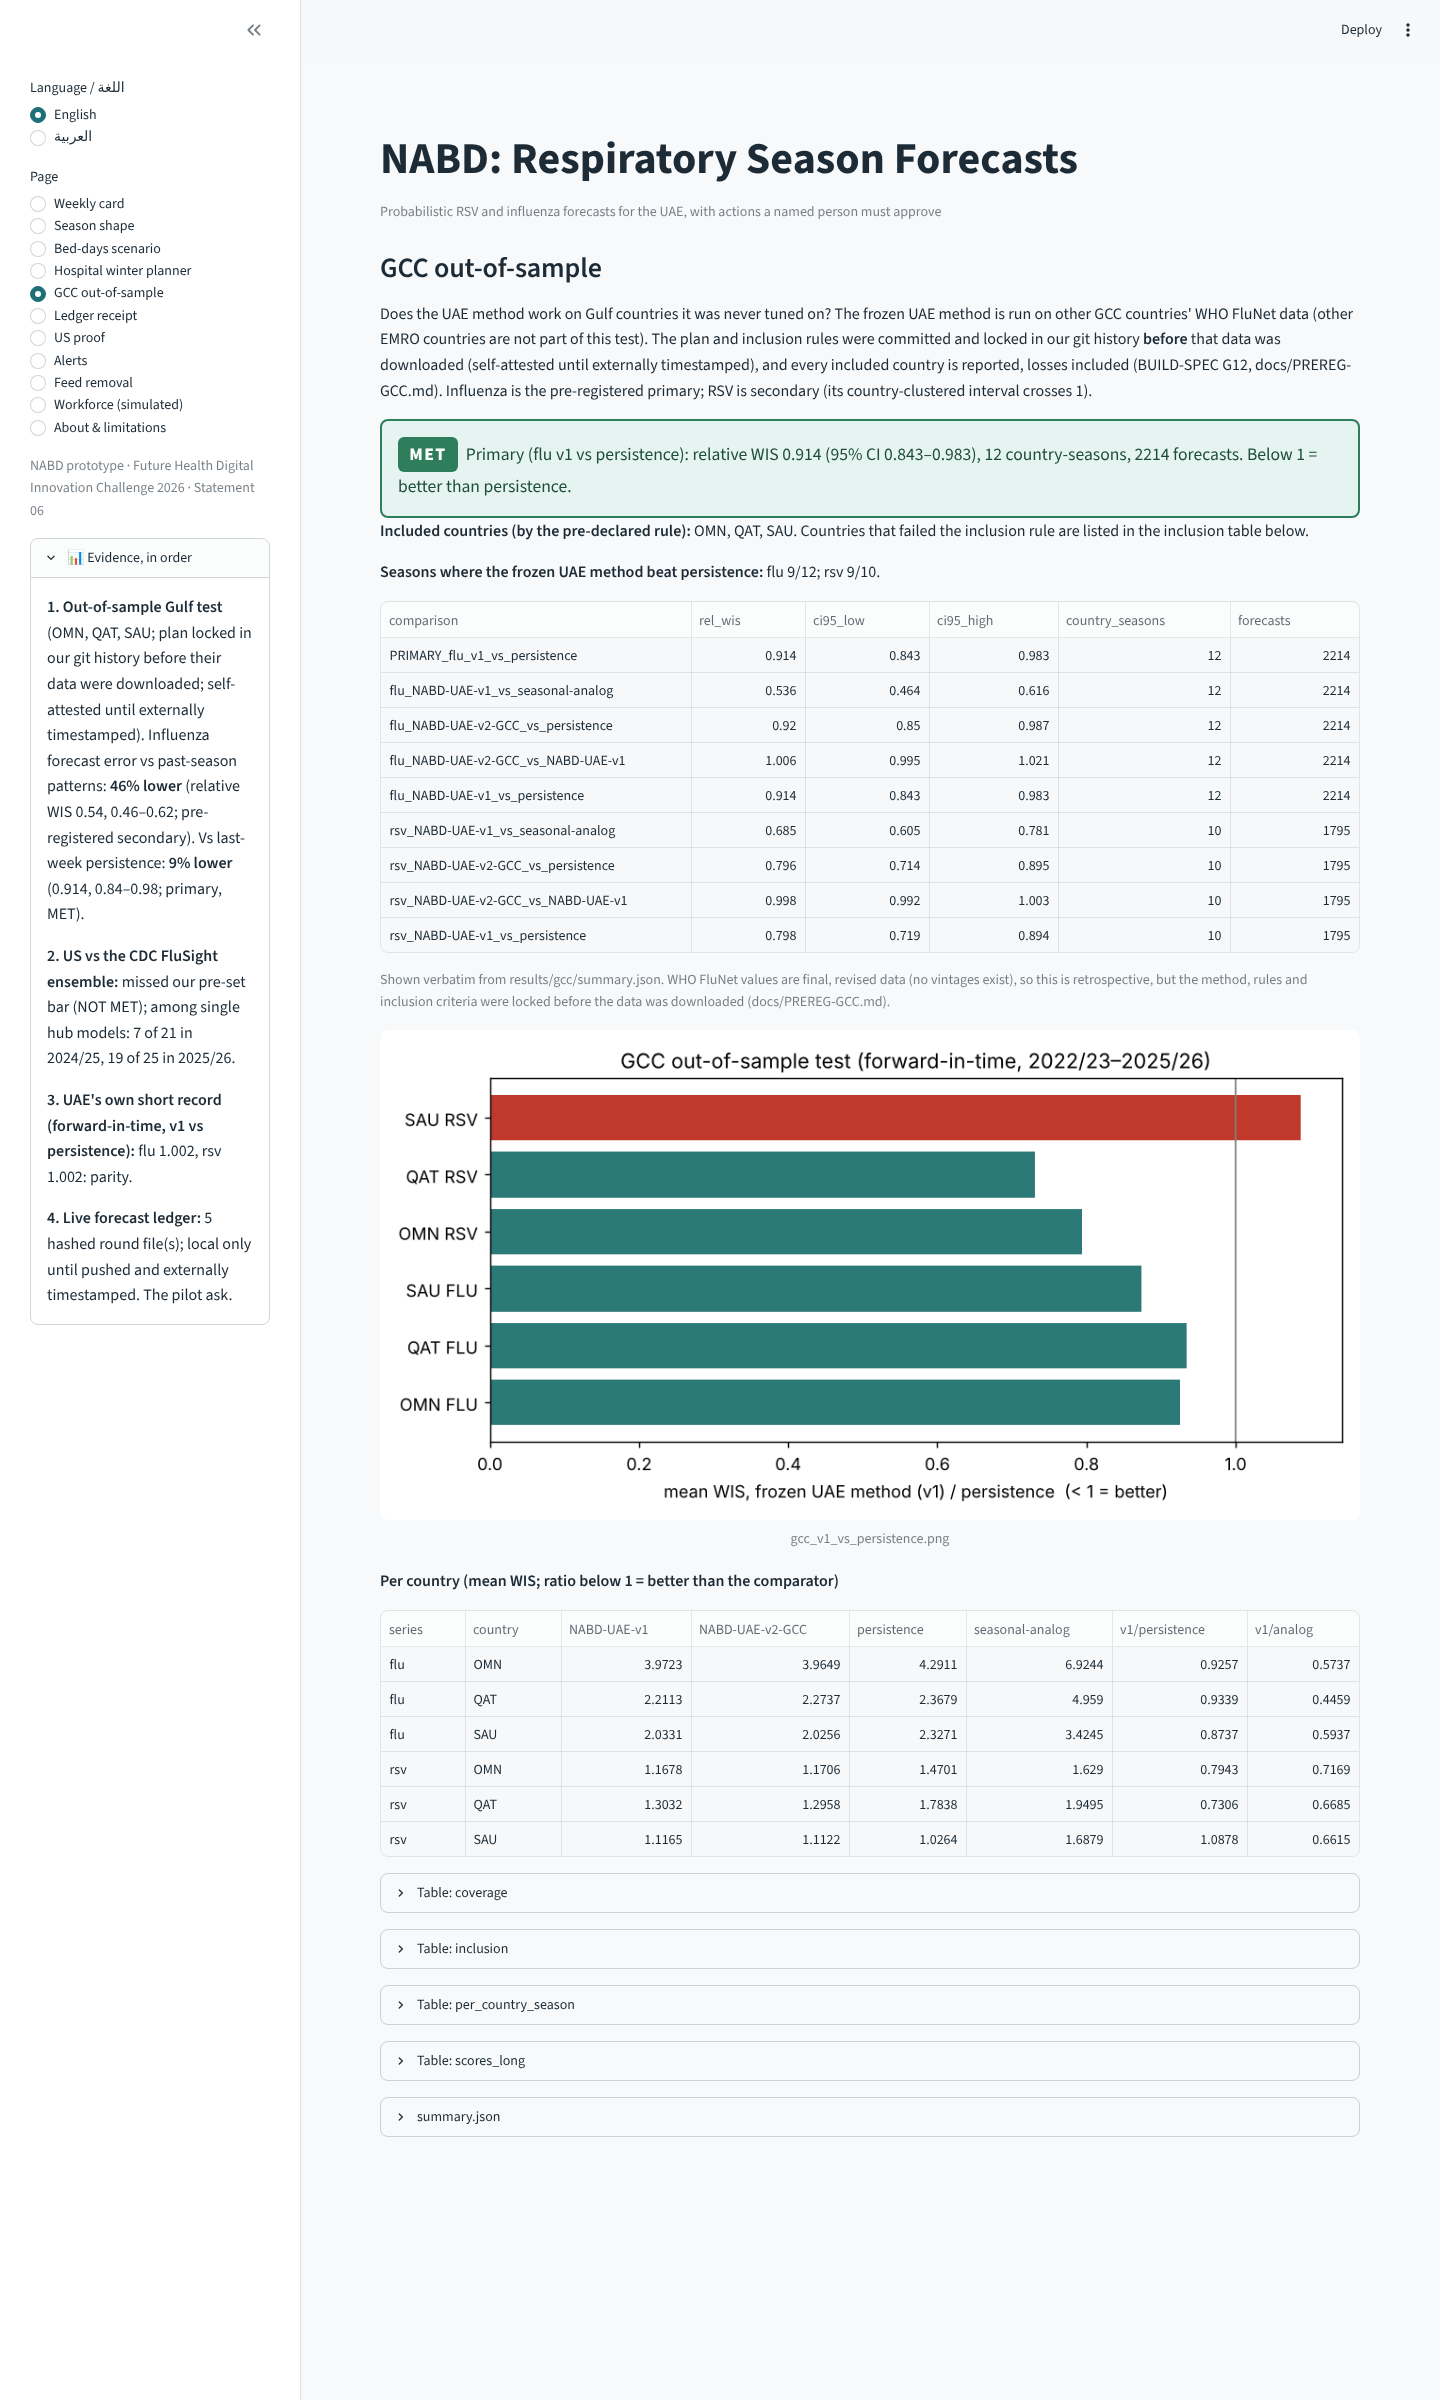 Deploy
Language / اللغة
English
العربية
Page
Weekly card
Season shape
Bed-days scenario
Hospital winter planner
GCC out-of-sample
Ledger receipt
US proof
Alerts
Feed removal
Workforce (simulated)
About & limitations
NABD prototype · Future Health Digital
Innovation Challenge 2026 · Statement
06
📊 Evidence, in order
1. Out-of-sample Gulf test
(OMN, QAT, SAU; plan locked in
our git history before their
data were downloaded; self-
attested until externally
timestamped). Influenza
forecast error vs past-season
patterns: 46% lower (relative
WIS 0.54, 0.46–0.62; pre-
registered secondary). Vs last-
week persistence: 9% lower
(0.914, 0.84–0.98; primary,
MET).
2. US vs the CDC FluSight
ensemble: missed our pre-set
bar (NOT MET); among single
hub models: 7 of 21 in
2024/25, 19 of 25 in 2025/26.
3. UAE's own short record
(forward-in-time, v1 vs
persistence): flu 1.002, rsv
1.002: parity.
4. Live forecast ledger: 5
hashed round file(s); local only
until pushed and externally
timestamped. The pilot ask.
NABD: Respiratory Season Forecasts
Probabilistic RSV and influenza forecasts for the UAE, with actions a named person must approve
GCC out-of-sample
Does the UAE method work on Gulf countries it was never tuned on? The frozen UAE method is run on other GCC countries' WHO FluNet data (other
EMRO countries are not part of this test). The plan and inclusion rules were committed and locked in our git history before that data was
downloaded (self-attested until externally timestamped), and every included country is reported, losses included (BUILD-SPEC G12, docs/PREREG-
GCC.md). Influenza is the pre-registered primary; RSV is secondary (its country-clustered interval crosses 1).
MET Primary (flu v1 vs persistence): relative WIS 0.914 (95% CI 0.843–0.983), 12 country-seasons, 2214 forecasts. Below 1 =
better than persistence.
Included countries (by the pre-declared rule): OMN, QAT, SAU. Countries that failed the inclusion rule are listed in the inclusion table below.
Seasons where the frozen UAE method beat persistence: flu 9/12; rsv 9/10.
comparison rel_wis ci95_low ci95_high country_seasons forecasts
PRIMARY_flu_v1_vs_persistence 0.914 0.843 0.983 12 2214
flu_NABD-UAE-v1_vs_seasonal-analog 0.536 0.464 0.616 12 2214
flu_NABD-UAE-v2-GCC_vs_persistence 0.92 0.85 0.987 12 2214
flu_NABD-UAE-v2-GCC_vs_NABD-UAE-v1 1.006 0.995 1.021 12 2214
flu_NABD-UAE-v1_vs_persistence 0.914 0.843 0.983 12 2214
rsv_NABD-UAE-v1_vs_seasonal-analog 0.685 0.605 0.781 10 1795
rsv_NABD-UAE-v2-GCC_vs_persistence 0.796 0.714 0.895 10 1795
rsv_NABD-UAE-v2-GCC_vs_NABD-UAE-v1 0.998 0.992 1.003 10 1795
rsv_NABD-UAE-v1_vs_persistence 0.798 0.719 0.894 10 1795
Shown verbatim from results/gcc/summary.json. WHO FluNet values are final, revised data (no vintages exist), so this is retrospective, but the method, rules and
inclusion criteria were locked before the data was downloaded (docs/PREREG-GCC.md).
GCC out-of-sample test (forward-in-time, 2022/23–2025/26)
SAU RSV
QAT RSV
OMN RSV
SAU FLU
QAT FLU
OMN FLU
0.0 0.2 0.4 0.6 0.8 1.0
mean WIS, frozen UAE method (v1) / persistence (< 1 = better)
gcc_v1_vs_persistence.png
Per country (mean WIS; ratio below 1 = better than the comparator)
series country NABD-UAE-v1 NABD-UAE-v2-GCC persistence seasonal-analog v1/persistence v1/analog
flu OMN 3.9723 3.9649 4.2911 6.9244 0.9257 0.5737
flu QAT 2.2113 2.2737 2.3679 4.959 0.9339 0.4459
flu SAU 2.0331 2.0256 2.3271 3.4245 0.8737 0.5937
rsv OMN 1.1678 1.1706 1.4701 1.629 0.7943 0.7169
rsv QAT 1.3032 1.2958 1.7838 1.9495 0.7306 0.6685
rsv SAU 1.1165 1.1122 1.0264 1.6879 1.0878 0.6615
Table: coverage
Table: inclusion
Table: per_country_season
Table: scores_long
summary.json